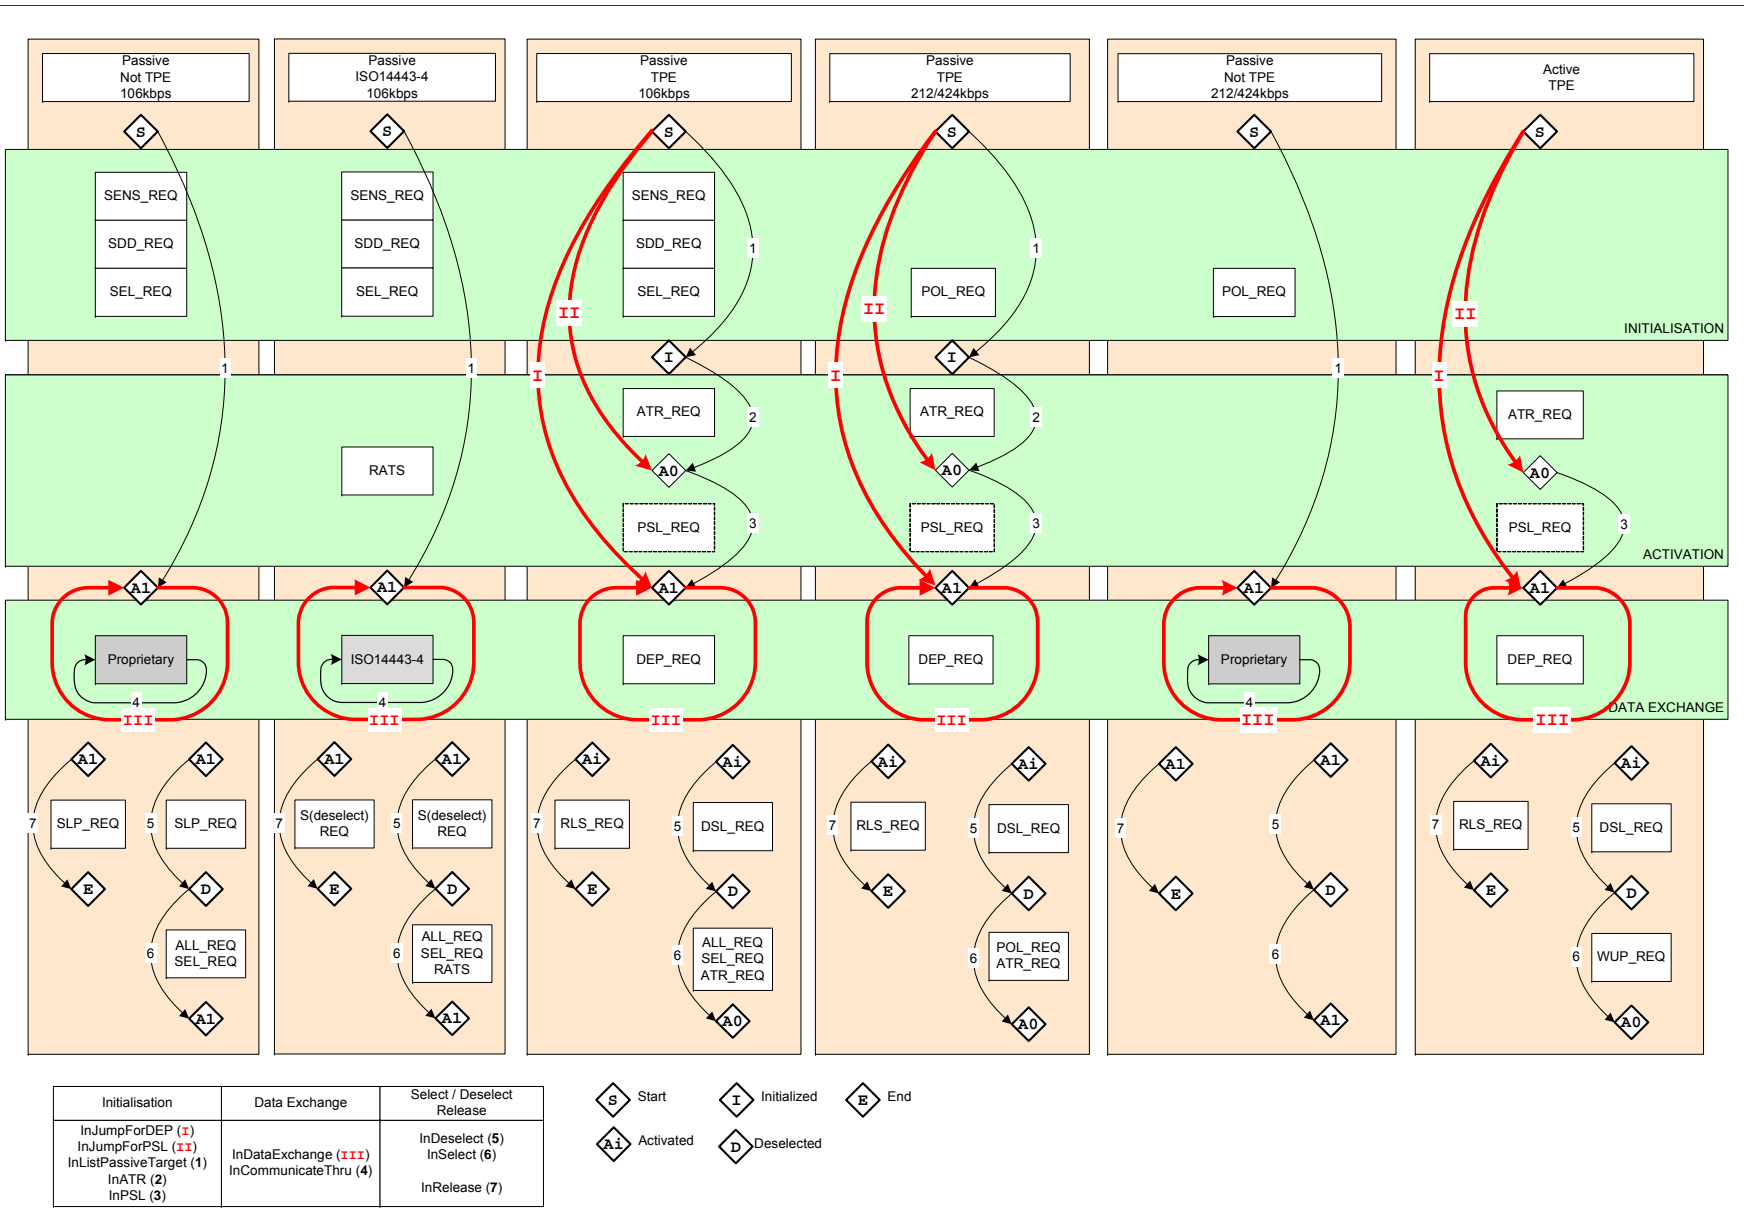 Passive
Not TPE
106kbps
Passive
ISO14443-4
106kbps
Passive
TPE
106kbps
Passive
TPE
212/424kbps
Passive
Not TPE
212/424kbps
Active
TPE
S
S
S
S
S
S
SENS_REQ
SENS_REQ
SENS_REQ
SDD_REQ
SDD_REQ
SDD_REQ
1
1
SEL_REQ
SEL_REQ
SEL_REQ
POL_REQ
POL_REQ
II
II
II
INITIALISATION
I
I
1
1
I
I
1
I
ATR_REQ
ATR_REQ
ATR_REQ
2
2
RATS
A0
A0
A0
PSL_REQ
PSL_REQ
PSL_REQ
3
3
3
ACTIVATION
A1
A1
A1
A1
A1
A1
Proprietary
ISO14443-4
DEP_REQ
DEP_REQ
Proprietary
DEP_REQ
4
4
4
DATA EXCHANGE
III
III
III
III
III
III
A1
A1
A1
A1
Ai
Ai
Ai
Ai
A1
A1
Ai
Ai
7
SLP_REQ
5
SLP_REQ
7
S(deselect)
REQ
5
S(deselect)
REQ
7
RLS_REQ
5
DSL_REQ
7
RLS_REQ
5
DSL_REQ
7
5
7
RLS_REQ
5
DSL_REQ
E
D
E
D
E
D
E
D
E
D
E
D
6
ALL_REQ
SEL_REQ
6
ALL_REQ
SEL_REQ
RATS
6
ALL_REQ
SEL_REQ
ATR_REQ
6
POL_REQ
ATR_REQ
6
6
WUP_REQ
A1
A1
A0
A0
A1
A0
Initialisation
Data Exchange
Select / Deselect
Release
InJumpForDEP (I)
InJumpForPSL (II)
InListPassiveTarget (1)
InATR (2)
InPSL (3)
InDataExchange (III)
InCommunicateThru (4)
InDeselect (5)
InSelect (6)
InRelease (7)
S Start
I Initialized
E End
Ai Activated
D Deselected